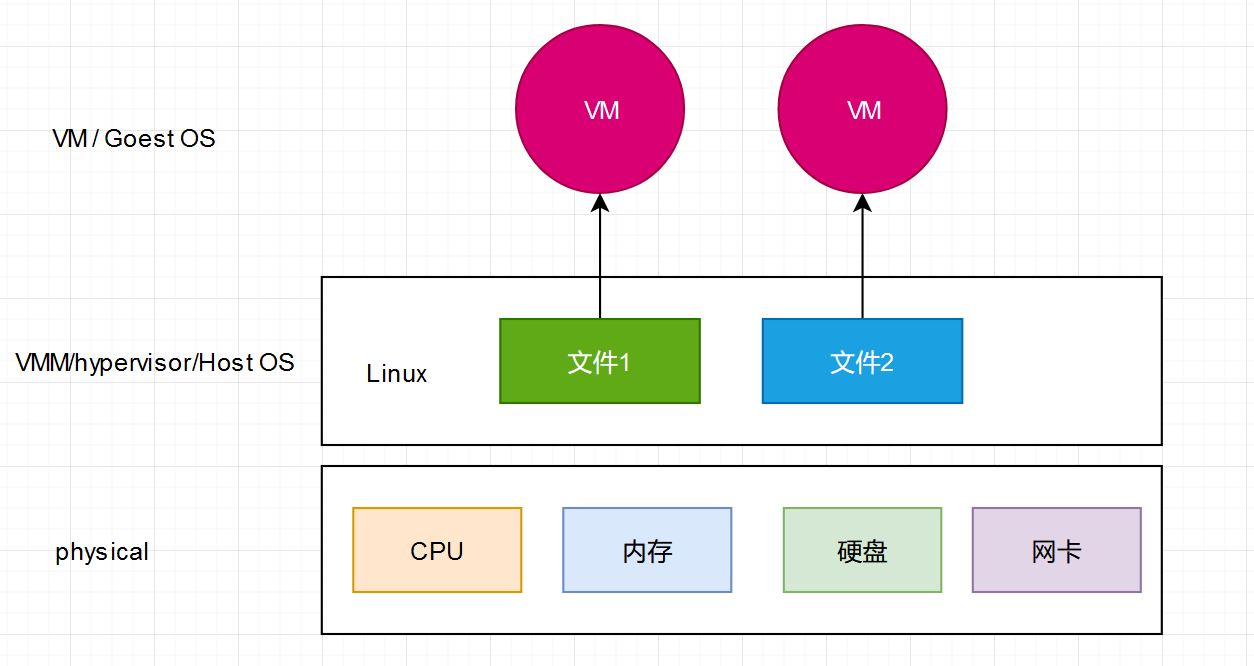 VM
VM
VM / Goest OS
VMM/hypervisor/Host OS
Linux
文件1
文件2
physical
CPU
内存
硬盘
网卡